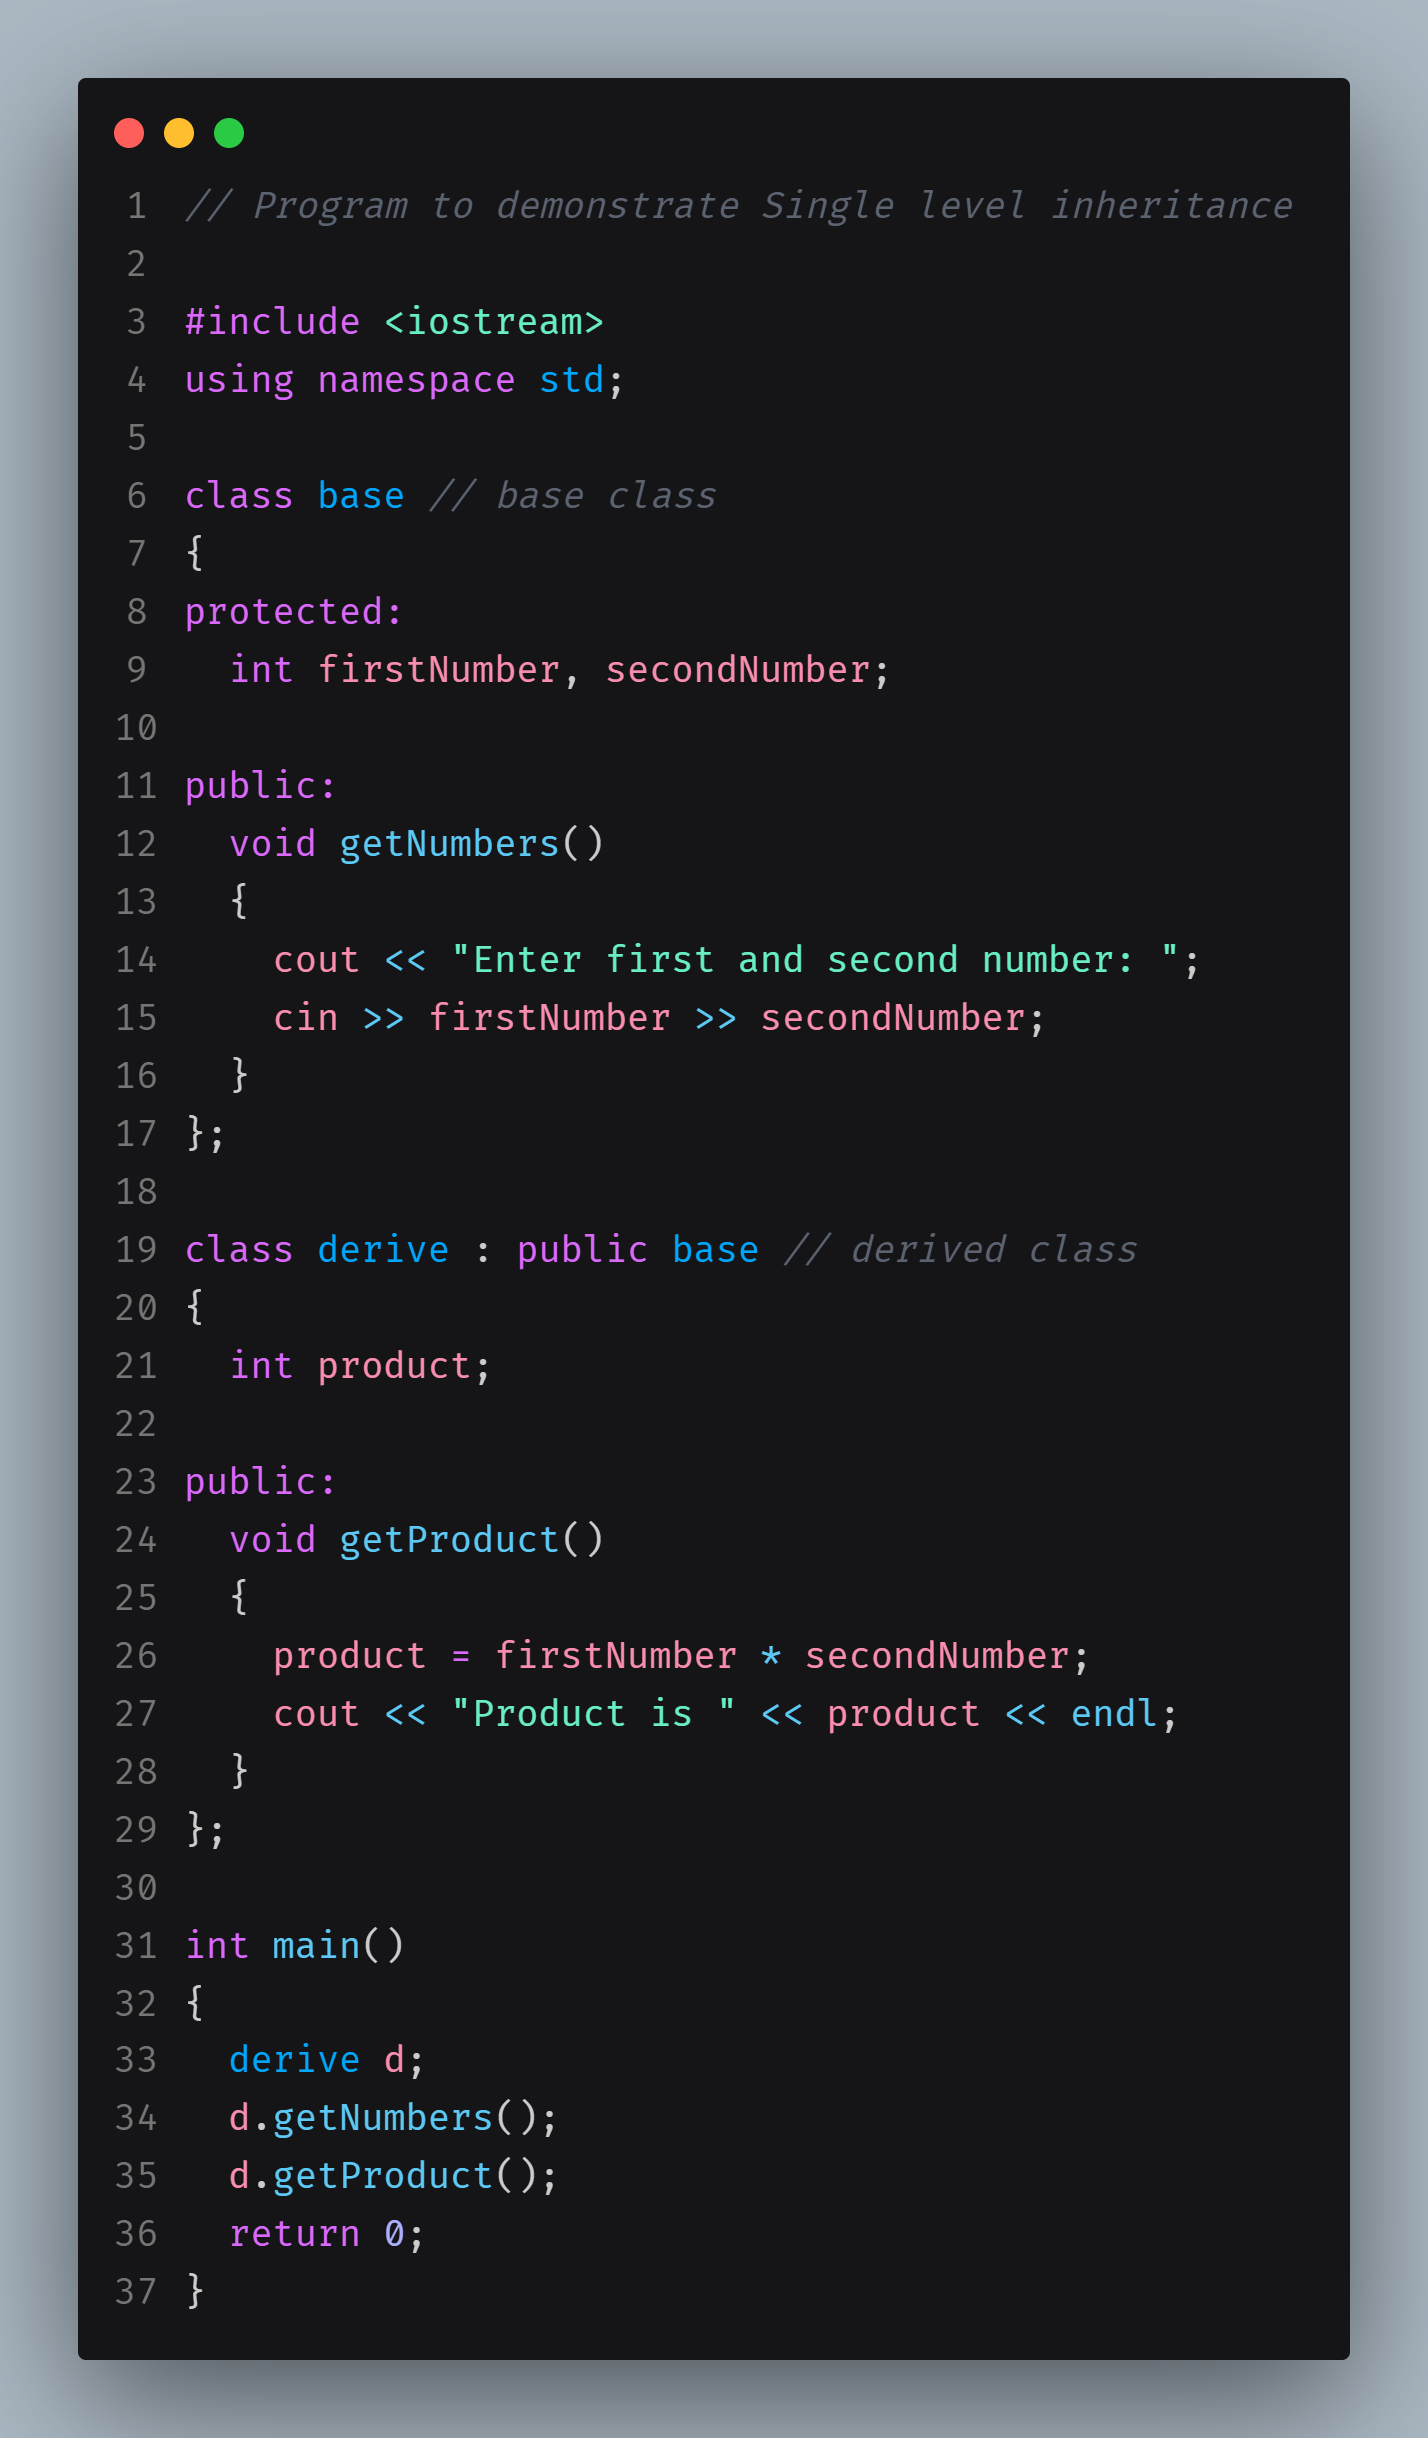 1 // Program to demonstrate Single level inheritance
2
3 #include <iostream>
4 using namespace std;
5
6 class base // base class
7 {
8 protected:
9   int firstNumber, secondNumber;
10
11 public:
12   void getNumbers()
13   {
14     cout << "Enter first and second number: ";
15     cin >> firstNumber >> secondNumber;
16   }
17 };
18
19 class derive : public base // derived class
20 {
21   int product;
22
23 public:
24   void getProduct()
25   {
26     product = firstNumber * secondNumber;
27     cout << "Product is " << product << endl;
28   }
29 };
30
31 int main()
32 {
33   derive d;
34   d.getNumbers();
35   d.getProduct();
36   return 0;
37 }